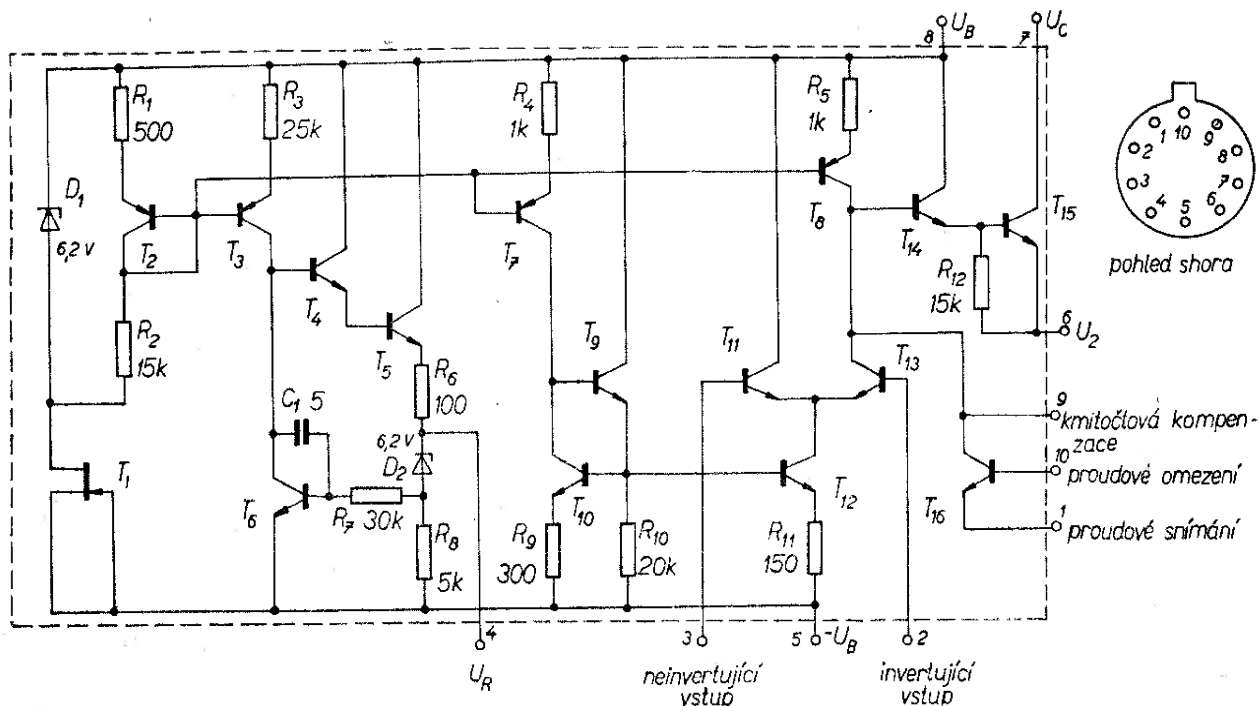 U_B
8
U_C
7
R_1
500
R_3
25k
R_4
1k
R_5
1k
D_1
6,2 V
T_2
T_3
T_4
T_5
T_7
T_8
T_14
T_15
R_12
15k
6
U_2
10
1
9
2
8
3
7
4
6
5
pohled shora
R_2
15k
R_6
100
T_9
T_11
T_13
C_1 5
6,2 V
D_2
9
kmitočtová kompen-
zace
10
proudové omezení
1
proudové snímání
T_1
T_6
R_7 30k
R_8
5k
T_10
R_9
300
R_10
20k
T_12
R_11
150
T_16
4
U_R
3
neinvertující
vstup
5
-U_B
2
invertující
vstup